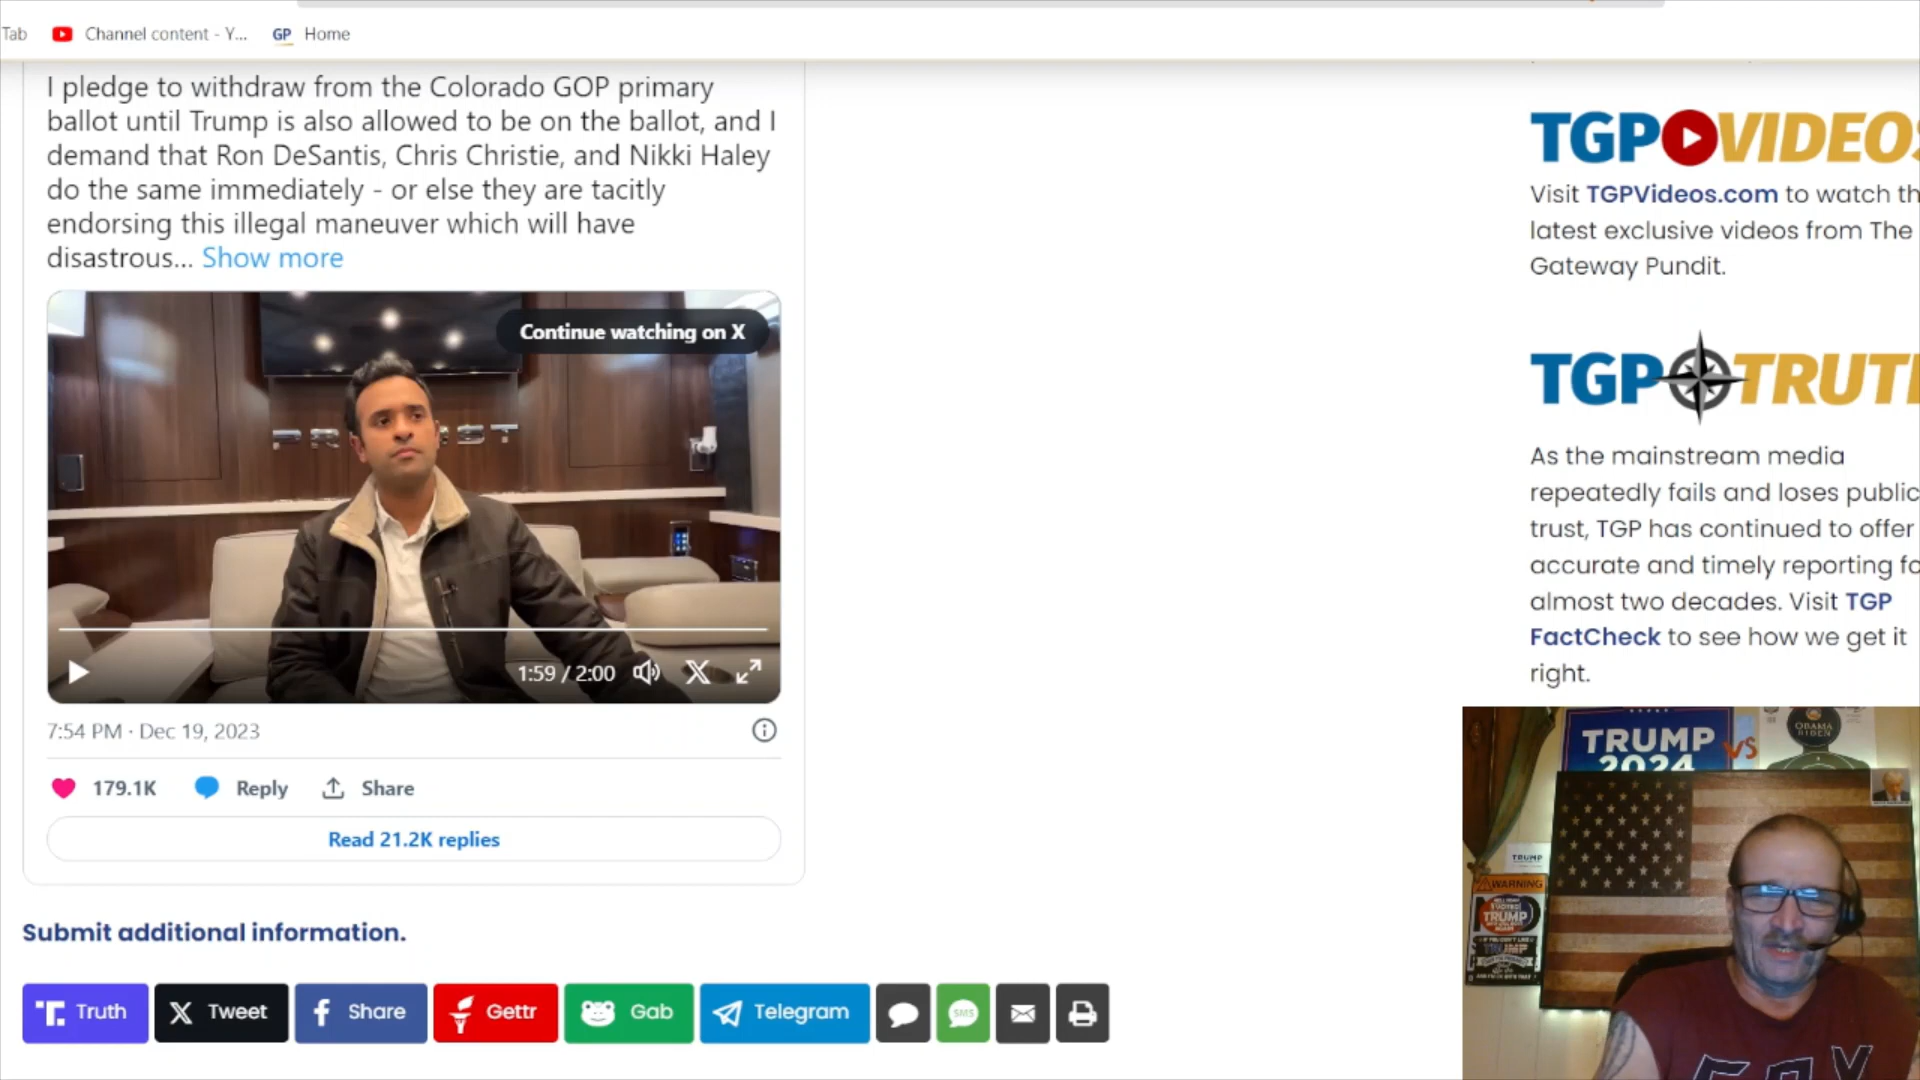 Tab
Channel content - Y...
GP Home
I pledge to withdraw from the Colorado GOP primary
ballot until Trump is also allowed to be on the ballot, and I
demand that Ron DeSantis, Chris Christie, and Nikki Haley
do the same immediately - or else they are tacitly
endorsing this illegal maneuver which will have
disastrous... Show more
Continue watching on X
1:59 / 2:00
7:54 PM · Dec 19, 2023
179.1K Reply Share
Read 21.2K replies
Submit additional information.
Truth Tweet Share Gettr Gab Telegram SMS
TGP VIDEOS
Visit TGPVideos.com to watch th
latest exclusive videos from The
Gateway Pundit.
TGP TRUT
As the mainstream media
repeatedly fails and loses public
trust, TGP has continued to offer
accurate and timely reporting fo
almost two decades. Visit TGP
FactCheck to see how we get it
right.
TRUMP
2024
VS
OBAMA
BIDEN
TRUMP
WARNING
TRUMP
TRUMP